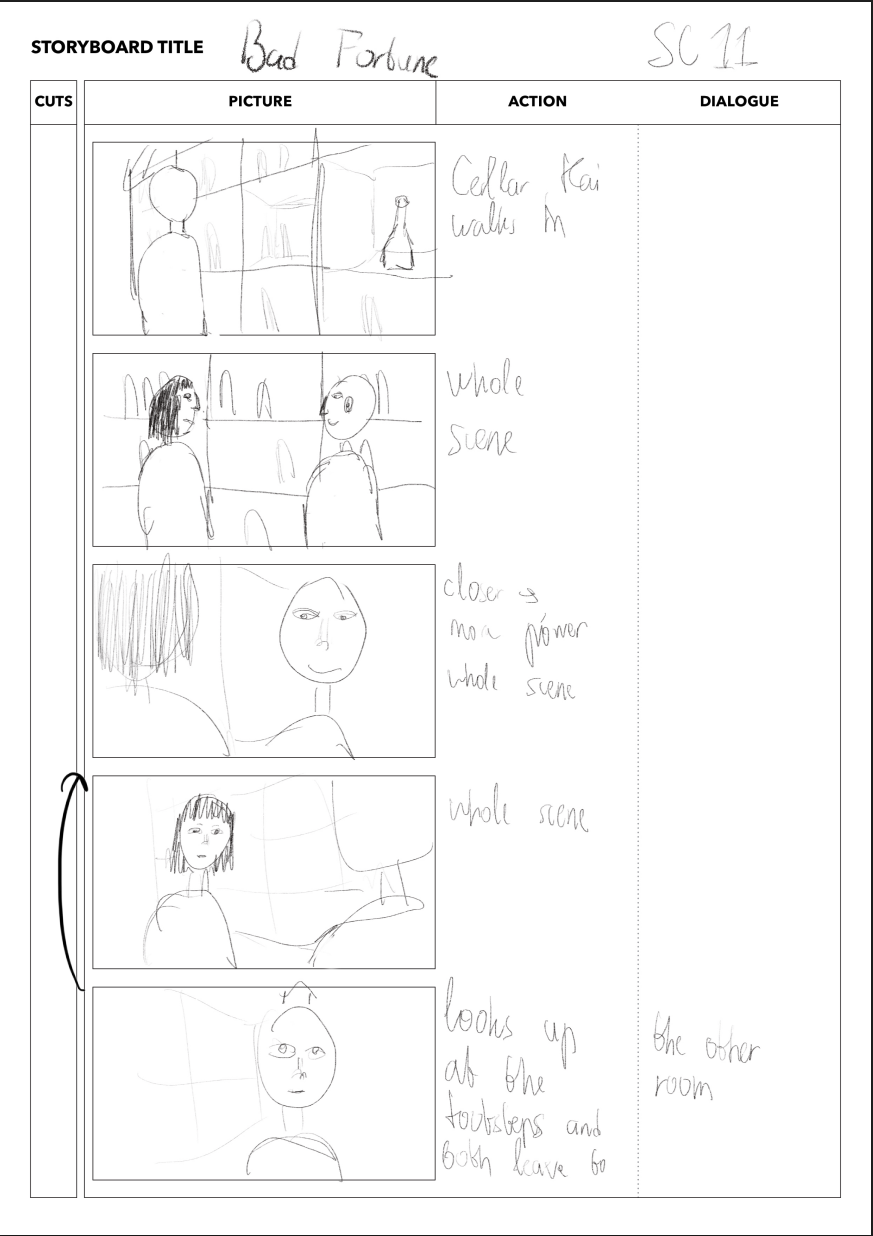 STORYBOARD TITLE Bad Fortune SC 11
CUTS PICTURE ACTION DIALOGUE
Cellar Kai
walks in
whole
scene
closer →
more power
whole scene
whole scene
looks up
at the
footsteps and
both leave to
the other
room